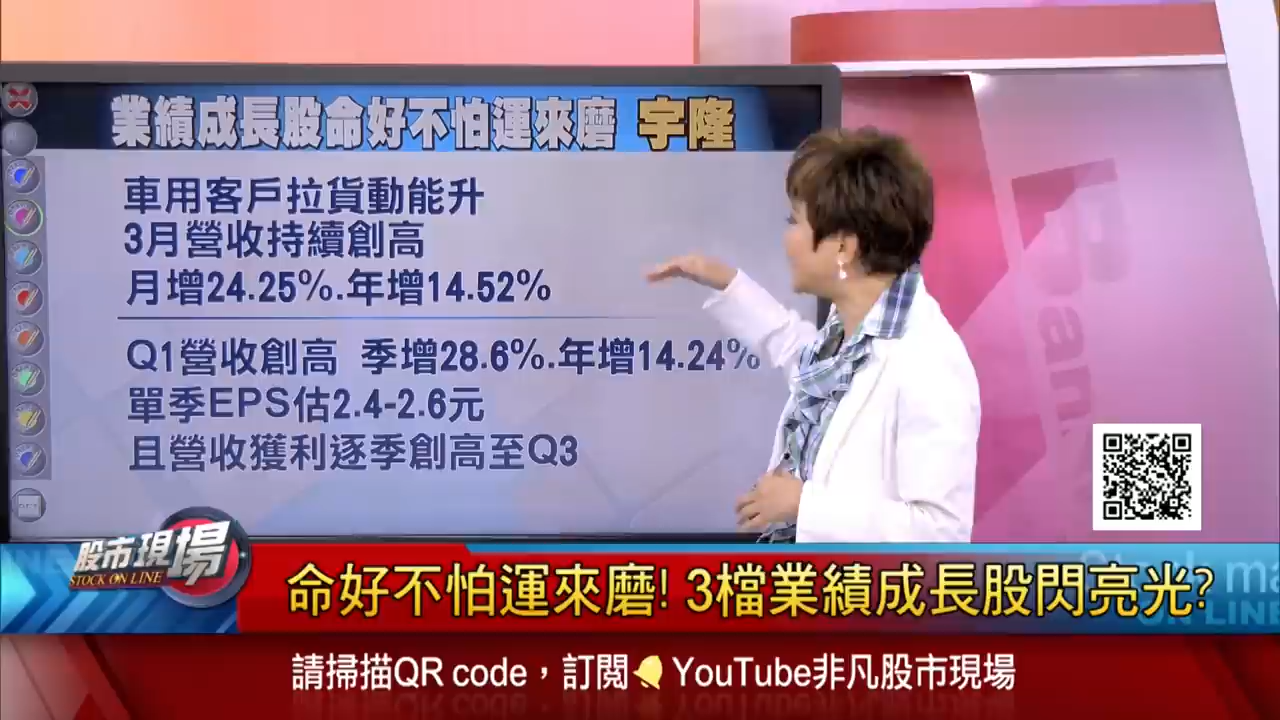 業績成長股命好不怕運來磨 宇隆
車用客戶拉貨動能升
3月營收持續創高
月增24.25%.年增14.52%
Q1營收創高 季增28.6%.年增14.24%
單季EPS估2.4-2.6元
且營收獲利逐季創高至Q3
Ban
股市現場
STOCK ON LINE
命好不怕運來磨! 3檔業績成長股閃亮光?
請掃描QR code，訂閱🔔YouTube非凡股市現場